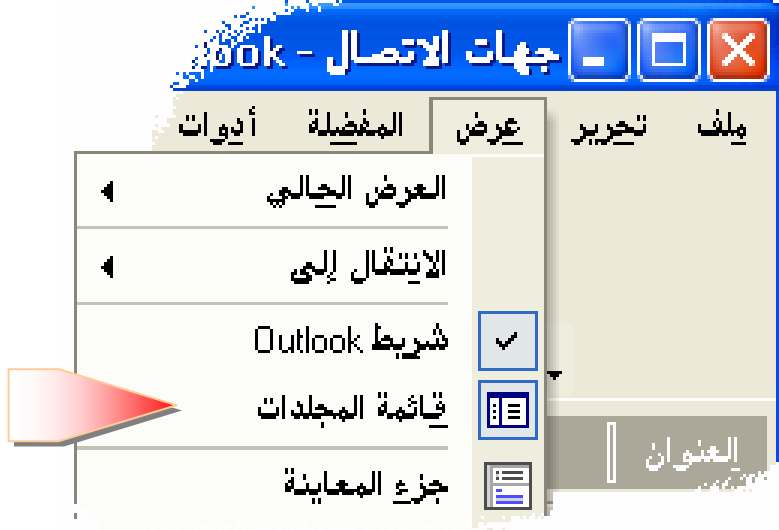 جهات الاتصال - ook
ملف تحرير عرض المفضلة أدوات
العرض الحالي
الانتقال إلى
شريط Outlook
قائمة المجلدات
جزء المعاينة
العنوان